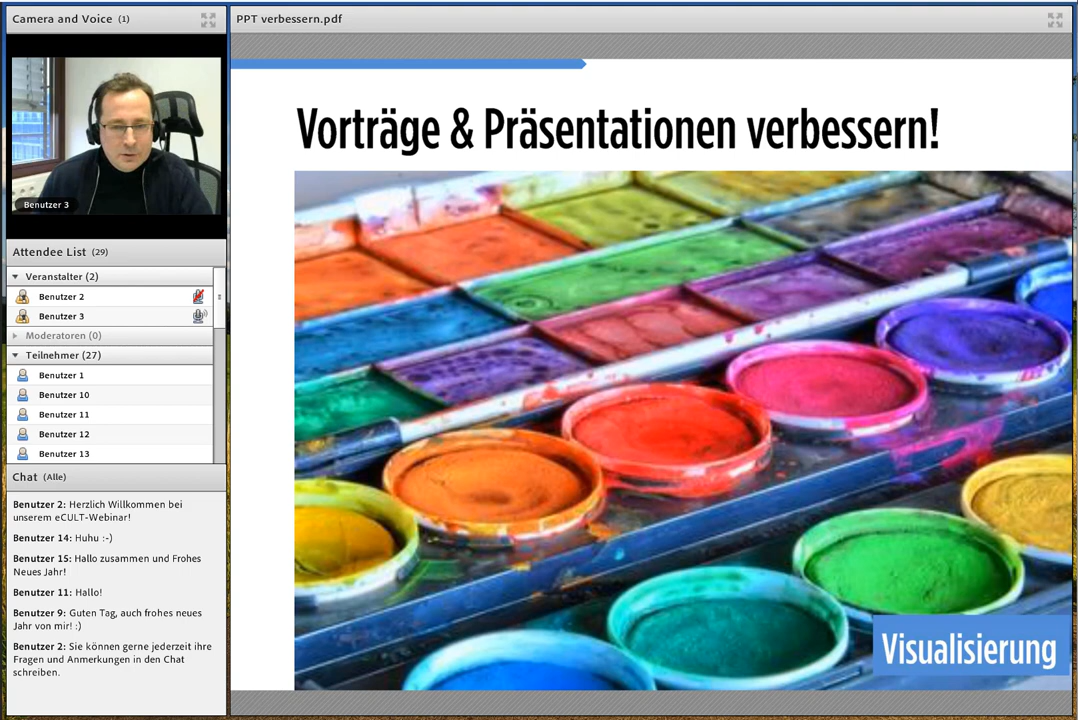 Camera and Voice (1)
Benutzer 3
Attendee List (29)
Veranstalter (2)
Benutzer 2
Benutzer 3
Moderatoren (0)
Teilnehmer (27)
Benutzer 1
Benutzer 10
Benutzer 11
Benutzer 12
Benutzer 13
Chat (Alle)
Benutzer 2: Herzlich Willkommen bei
unserem eCULT-Webinar!
Benutzer 14: Huhu :-)
Benutzer 15: Hallo zusammen und Frohes
Neues Jahr!
Benutzer 11: Hallo!
Benutzer 9: Guten Tag, auch frohes neues
Jahr von mir! :)
Benutzer 2: Sie können gerne jederzeit ihre
Fragen und Anmerkungen in den Chat
schreiben.
PPT verbessern.pdf
Vorträge & Präsentationen verbessern!
Visualisierung